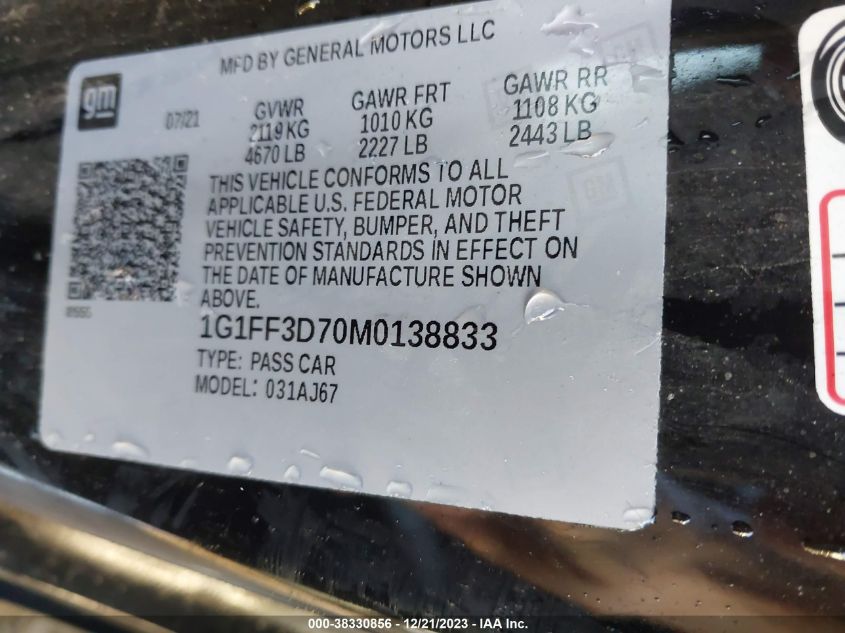 MFD BY GENERAL MOTORS LLC
gm
07/21
GVWR
2119 KG
4670 LB
GAWR FRT
1010 KG
2227 LB
GAWR RR
1108 KG
2443 LB
THIS VEHICLE CONFORMS TO ALL
APPLICABLE U.S. FEDERAL MOTOR
VEHICLE SAFETY, BUMPER, AND THEFT
PREVENTION STANDARDS IN EFFECT ON
THE DATE OF MANUFACTURE SHOWN
ABOVE.
1G1FF3D70M0138833
TYPE: PASS CAR
MODEL: 031AJ67
000-38330856 - 12/21/2023 - IAANS.com